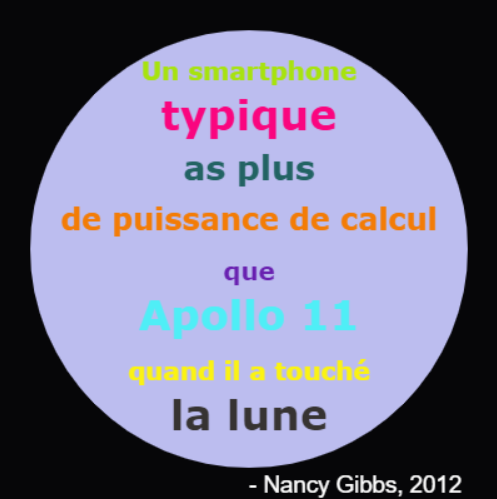 Un smartphone
typique
as plus
de puissance de calcul
que
Apollo 11
quand il a touché
la lune
- Nancy Gibbs, 2012